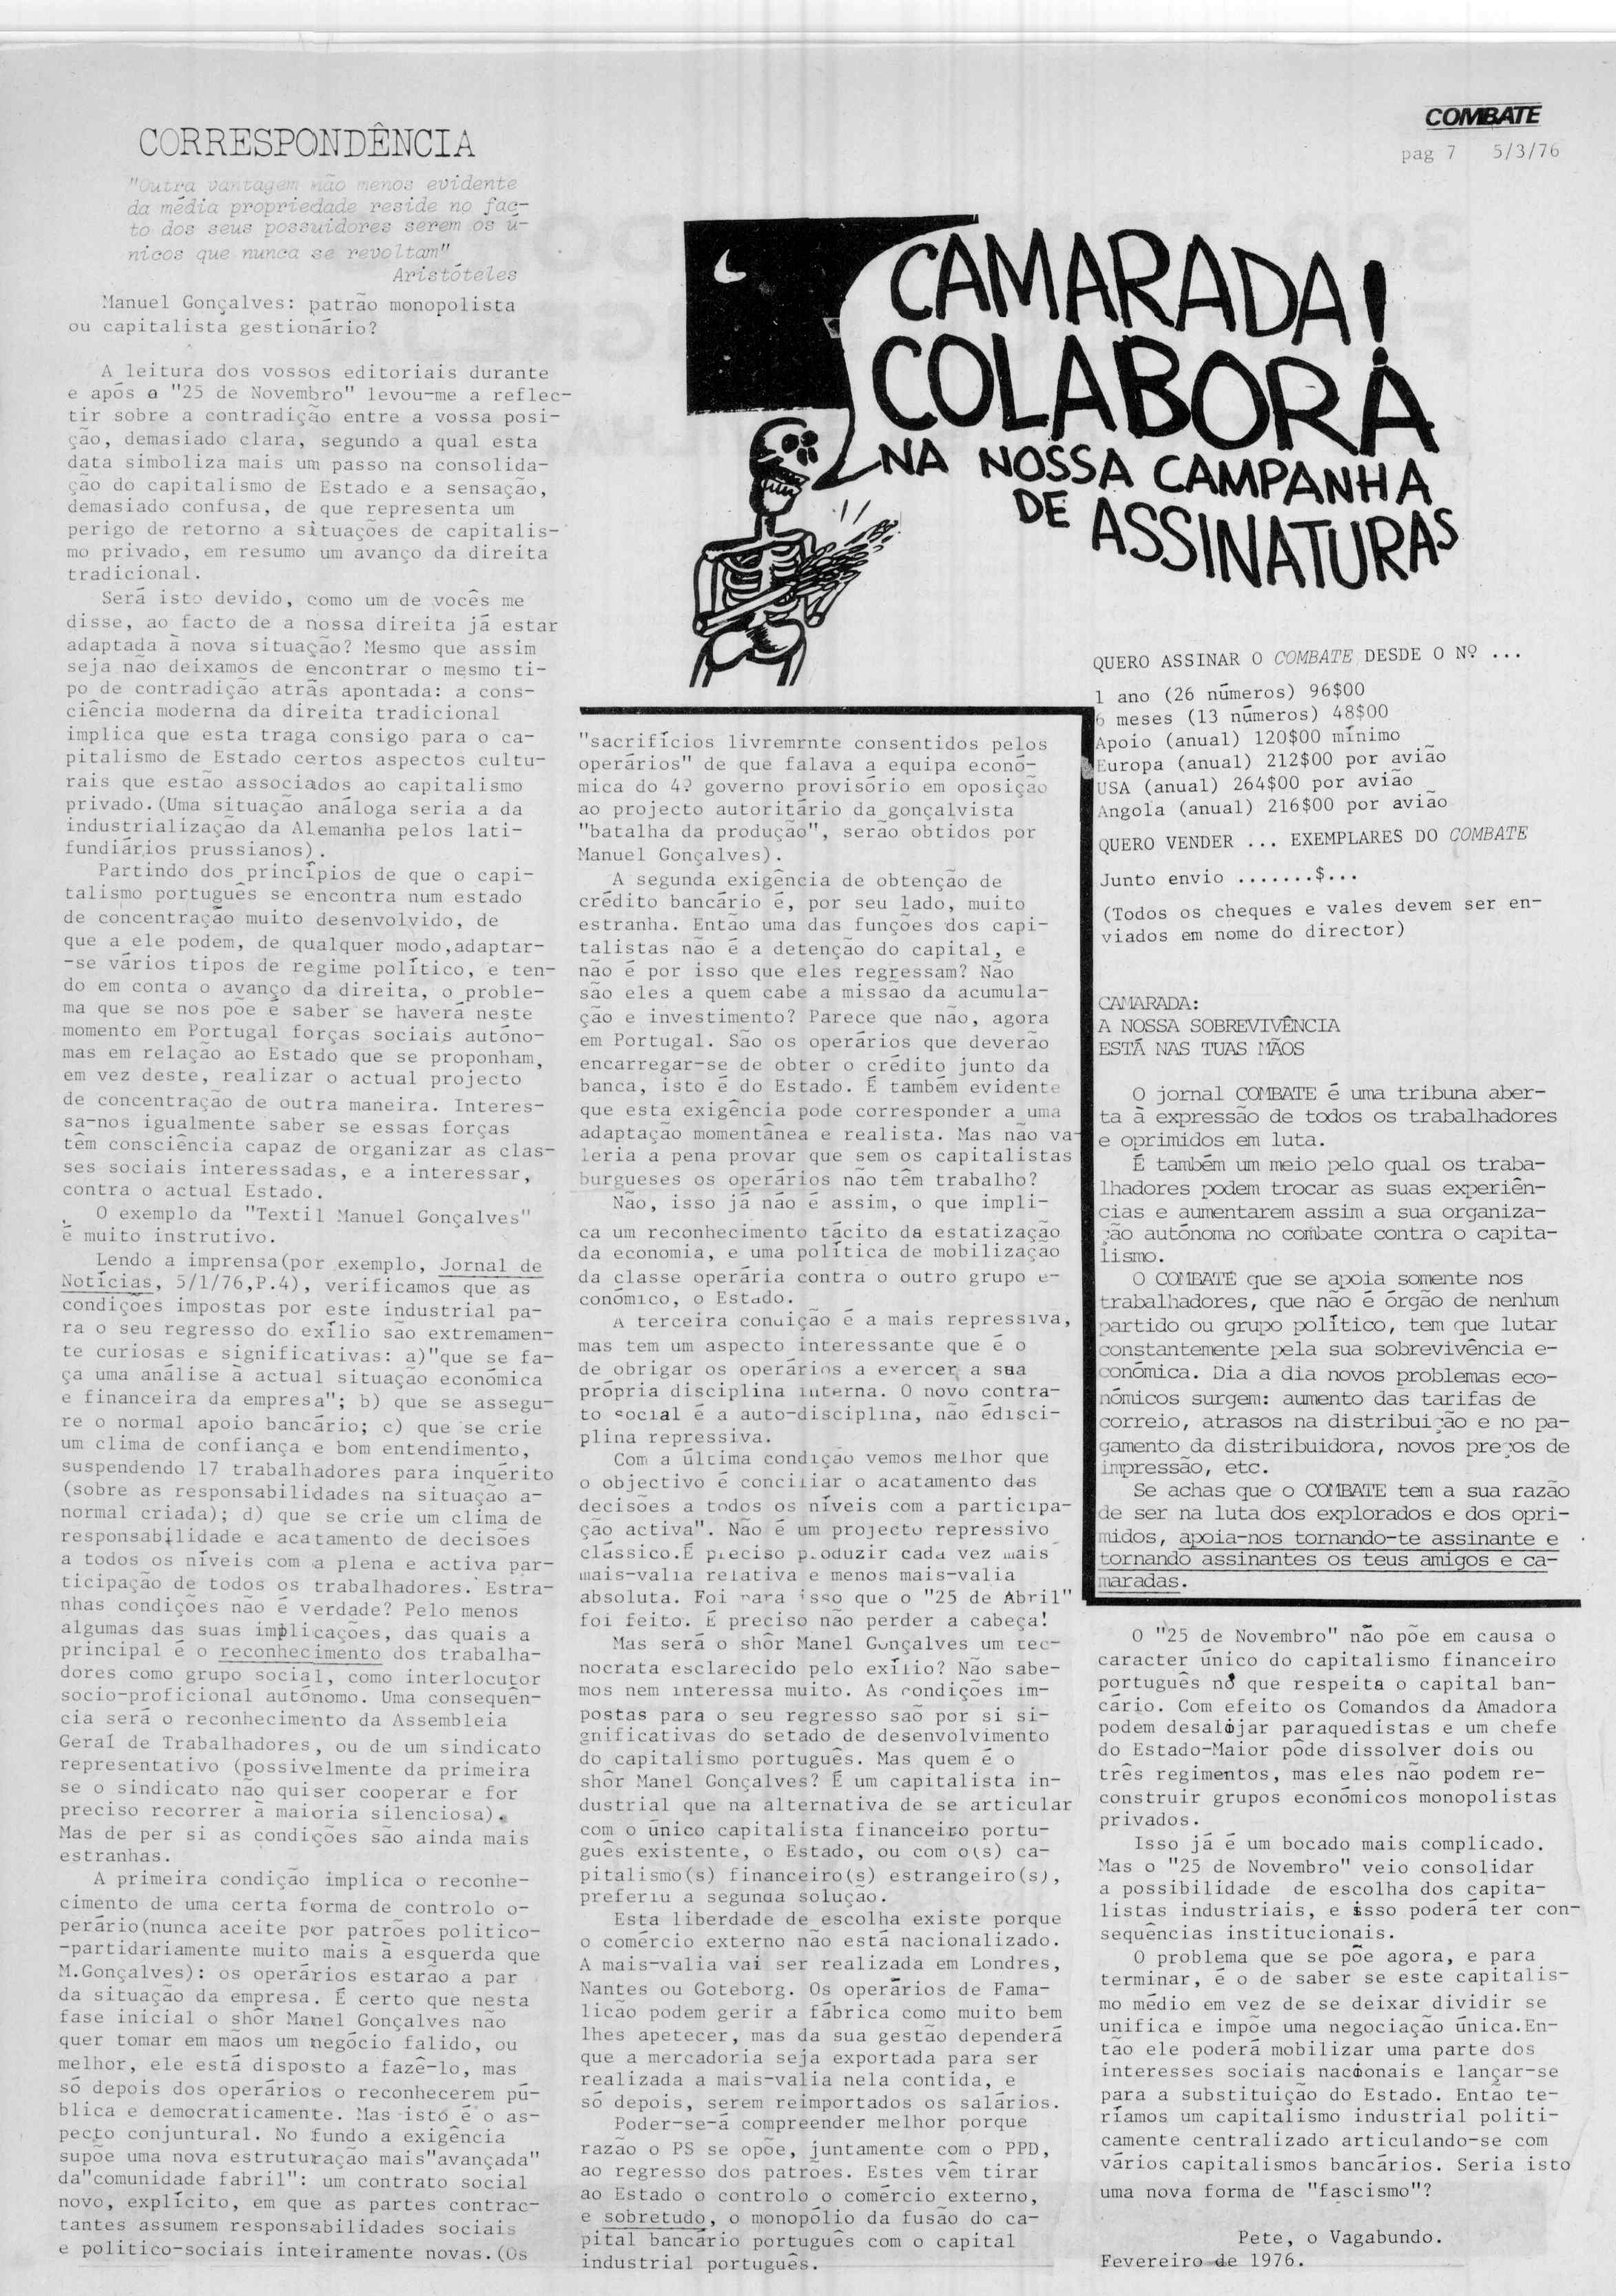 COMBATE
pag 7 5/3/76
CORRESPONDÊNCIA
"Outra vantagem não menos evidente
da média propriedade reside no fac-
to dos seus possuidores serem os ú-
nicos que nunca se revoltam"
Aristóteles
Manuel Gonçalves: patrão monopolista
ou capitalista gestionário?
A leitura dos vossos editoriais durante
e após o "25 de Novembro" levou-me a reflec-
tir sobre a contradição entre a vossa posi-
ção, demasiado clara, segundo a qual esta
data simboliza mais um passo na consolida-
ção do capitalismo de Estado e a sensação,
demasiado confusa, de que representa um
perigo de retorno a situações de capitalis-
mo privado, em resumo um avanço da direita
tradicional.
Será isto devido, como um de vocês me
disse, ao facto de a nossa direita já estar
adaptada à nova situação? Mesmo que assim
seja não deixamos de encontrar o mesmo ti-
po de contradição atrás apontada: a cons-
ciência moderna da direita tradicional
implica que esta traga consigo para o ca-
pitalismo de Estado certos aspectos cultu-
rais que estão associados ao capitalismo
privado.(Uma situação análoga seria a da
industrialização da Alemanha pelos lati-
fundiários prussianos).
Partindo dos princípios de que o capi-
talismo português se encontra num estado
de concentração muito desenvolvido, de
que a ele podem, de qualquer modo,adaptar-
-se vários tipos de regime político, e ten-
do em conta o avanço da direita, o proble-
ma que se nos põe é saber se haverá neste
momento em Portugal forças sociais autóno-
mas em relação ao Estado que se proponham,
em vez deste, realizar o actual projecto
de concentração de outra maneira. Interes-
sa-nos igualmente saber se essas forças
têm consciência capaz de organizar as clas-
ses sociais interessadas, e a interessar,
contra o actual Estado.
O exemplo da "Textil Manuel Gonçalves"
é muito instrutivo.
Lendo a imprensa(por exemplo, Jornal de
Notícias, 5/1/76,P.4), verificamos que as
condições impostas por este industrial pa-
ra o seu regresso do exílio são extremamen-
te curiosas e significativas: a)"que se fa-
ça uma análise à actual situação económica
e financeira da empresa"; b) que se assegu-
re o normal apoio bancário; c) que se crie
um clima de confiança e bom entendimento,
suspendendo 17 trabalhadores para inquérito
(sobre as responsabilidades na situação a-
normal criada); d) que se crie um clima de
responsabilidade e acatamento de decisões
a todos os níveis com a plena e activa par-
ticipação de todos os trabalhadores. Estra-
nhas condições não é verdade? Pelo menos
algumas das suas implicações, das quais a
principal é o reconhecimento dos trabalha-
dores como grupo social, como interlocutor
socio-proficional autónomo. Uma consequên-
cia será o reconhecimento da Assembleia
Geral de Trabalhadores, ou de um sindicato
representativo (possivelmente da primeira
se o sindicato não quiser cooperar e for
preciso recorrer à maioria silenciosa).
Mas de per si as condições são ainda mais
estranhas.
A primeira condição implica o reconhe-
cimento de uma certa forma de controlo o-
perário(nunca aceite por patrões politico-
-partidariamente muito mais à esquerda que
M.Gonçalves): os operários estarão a par
da situação da empresa. É certo que nesta
fase inicial o shôr Manel Gonçalves não
quer tomar em mãos um negócio falido, ou
melhor, ele está disposto a fazê-lo, mas
só depois dos operários o reconhecerem pú-
blica e democraticamente. Mas isto é o as-
pecto conjuntural. No fundo a exigência
supõe uma nova estruturação mais"avançada"
da"comunidade fabril": um contrato social
novo, explícito, em que as partes contrac-
tantes assumem responsabilidades sociais
e politico-sociais inteiramente novas.(Os
CAMARADA!
COLABORA
NA NOSSA CAMPANHA
DE ASSINATURAS
"sacrifícios livremrnte consentidos pelos
operários" de que falava a equipa econó-
mica do 4º governo provisório em oposição
ao projecto autoritário da gonçalvista
"batalha da produção", serão obtidos por
Manuel Gonçalves).
A segunda exigência de obtenção de
crédito bancário é, por seu lado, muito
estranha. Então uma das funções dos capi-
talistas não é a detenção do capital, e
não é por isso que eles regressam? Não
são eles a quem cabe a missão da acumula-
ção e investimento? Parece que não, agora
em Portugal. São os operários que deverão
encarregar-se de obter o crédito junto da
banca, isto é do Estado. É também evidente
que esta exigência pode corresponder a uma
adaptação momentânea e realista. Mas não va-
leria a pena provar que sem os capitalistas
burgueses os operários não têm trabalho?
Não, isso já não é assim, o que impli-
ca um reconhecimento tácito da estatização
da economia, e uma política de mobilização
da classe operária contra o outro grupo e-
conómico, o Estado.
A terceira condição é a mais repressiva,
mas tem um aspecto interessante que é o
de obrigar os operários a exercer a sua
própria disciplina interna. O novo contra-
to social é a auto-disciplina, não édisci-
plina repressiva.
Com a última condição vemos melhor que
o objectivo é conciliar o acatamento das
decisões a todos os níveis com a participa-
ção activa". Não é um projecto repressivo
clássico.É preciso produzir cada vez mais
mais-valia relativa e menos mais-valia
absoluta. Foi para isso que o "25 de Abril"
foi feito. É preciso não perder a cabeça!
Mas será o shôr Manel Gonçalves um tec-
nocrata esclarecido pelo exílio? Não sabe-
mos nem interessa muito. As condições im-
postas para o seu regresso são por si si-
gnificativas do setado de desenvolvimento
do capitalismo português. Mas quem é o
shôr Manel Gonçalves? É um capitalista in-
dustrial que na alternativa de se articular
com o único capitalista financeiro portu-
guês existente, o Estado, ou com o(s) ca-
pitalismo(s) financeiro(s) estrangeiro(s),
preferiu a segunda solução.
Esta liberdade de escolha existe porque
o comércio externo não está nacionalizado.
A mais-valia vai ser realizada em Londres,
Nantes ou Goteborg. Os operários de Fama-
licão podem gerir a fábrica como muito bem
lhes apetecer, mas da sua gestão dependerá
que a mercadoria seja exportada para ser
realizada a mais-valia nela contida, e
só depois, serem reimportados os salários.
Poder-se-á compreender melhor porque
razão o PS se opõe, juntamente com o PPD,
ao regresso dos patrões. Estes vêm tirar
ao Estado o controlo o comércio externo,
e sobretudo, o monopólio da fusão do ca-
pital bancário português com o capital
industrial português.
QUERO ASSINAR O COMBATE DESDE O Nº ...
1 ano (26 números) 96$00
6 meses (13 números) 48$00
Apoio (anual) 120$00 mínimo
Europa (anual) 212$00 por avião
USA (anual) 264$00 por avião
Angola (anual) 216$00 por avião
QUERO VENDER ... EXEMPLARES DO COMBATE
Junto envio .......$...
(Todos os cheques e vales devem ser en-
viados em nome do director)
CAMARADA:
A NOSSA SOBREVIVÊNCIA
ESTÁ NAS TUAS MÃOS
O jornal COMBATE é uma tribuna aber-
ta à expressão de todos os trabalhadores
e oprimidos em luta.
É também um meio pelo qual os traba-
lhadores podem trocar as suas experiên-
cias e aumentarem assim a sua organiza-
ção autónoma no combate contra o capita-
lismo.
O COMBATE que se apoia somente nos
trabalhadores, que não é órgão de nenhum
partido ou grupo político, tem que lutar
constantemente pela sua sobrevivência e-
conómica. Dia a dia novos problemas eco-
nómicos surgem: aumento das tarifas de
correio, atrasos na distribuição e no pa-
gamento da distribuidora, novos preços de
impressão, etc.
Se achas que o COMBATE tem a sua razão
de ser na luta dos explorados e dos opri-
midos, apoia-nos tornando-te assinante e
tornando assinantes os teus amigos e ca-
maradas.
O "25 de Novembro" não põe em causa o
caracter único do capitalismo financeiro
português no que respeita o capital ban-
cário. Com efeito os Comandos da Amadora
podem desalojar paraquedistas e um chefe
do Estado-Maior pôde dissolver dois ou
três regimentos, mas eles não podem re-
construir grupos económicos monopolistas
privados.
Isso já é um bocado mais complicado.
Mas o "25 de Novembro" veio consolidar
a possibilidade de escolha dos capita-
listas industriais, e isso poderá ter con-
sequências institucionais.
O problema que se põe agora, e para
terminar, é o de saber se este capitalis-
mo médio em vez de se deixar dividir se
unifica e impõe uma negociação única.En-
tão ele poderá mobilizar uma parte dos
interesses sociais nacionais e lançar-se
para a substituição do Estado. Então te-
ríamos um capitalismo industrial politi-
camente centralizado articulando-se com
vários capitalismos bancários. Seria isto
uma nova forma de "fascismo"?
Pete, o Vagabundo.
Fevereiro de 1976.